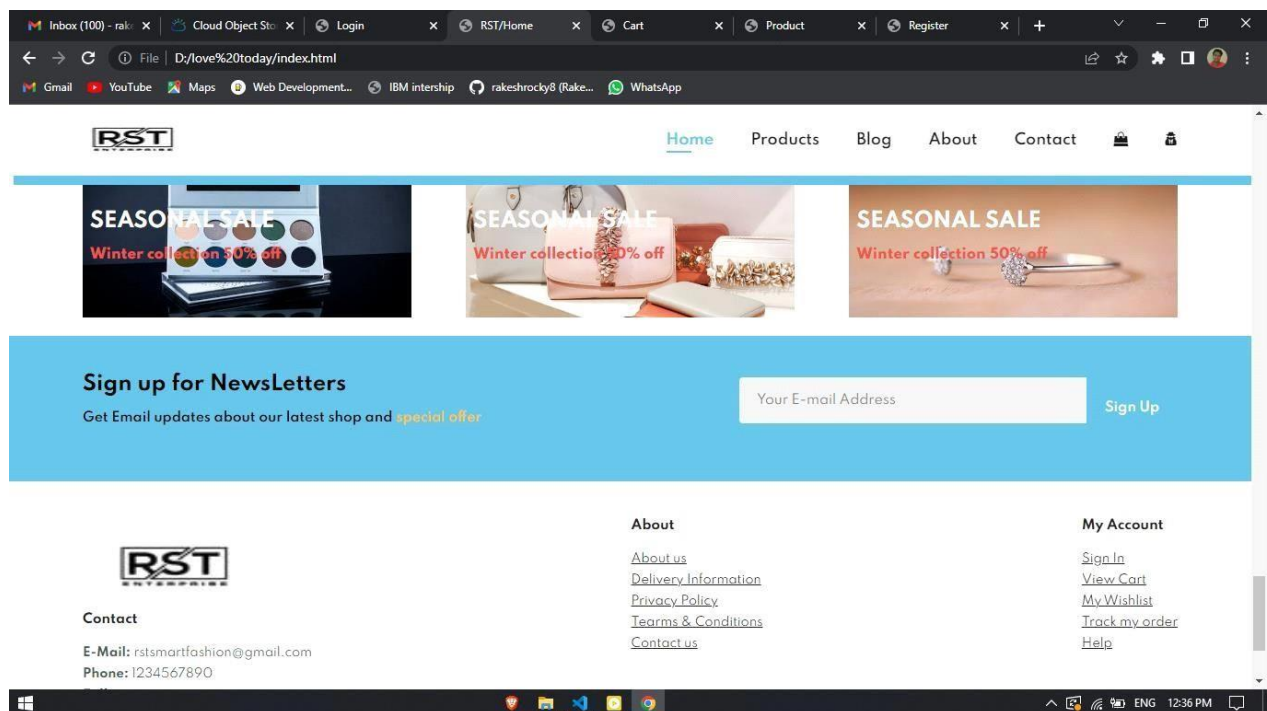 Inbox (100) - rak
Cloud Object Sto
Login
RST/Home
Cart
Product
Register
File
D:/love%20today/index.html
Gmail
YouTube
Maps
Web Development...
IBM intership
rakeshrocky8 (Rake...
WhatsApp
RST
ENTERPRISE
Home
Products
Blog
About
Contact
SEASONAL SALE
Winter collection 50% off
SEASONAL SALE
Winter collection 50% off
SEASONAL SALE
Winter collection 50% off
Sign up for NewsLetters
Get Email updates about our latest shop and special offer
Your E-mail Address
Sign Up
RST
ENTERPRISE
Contact
E-Mail: rstsmartfashion@gmail.com
Phone: 1234567890
About
About us
Delivery Information
Privacy Policy
Tearms & Conditions
Contact us
My Account
Sign In
View Cart
My Wishlist
Track my order
Help
ENG
12:36 PM